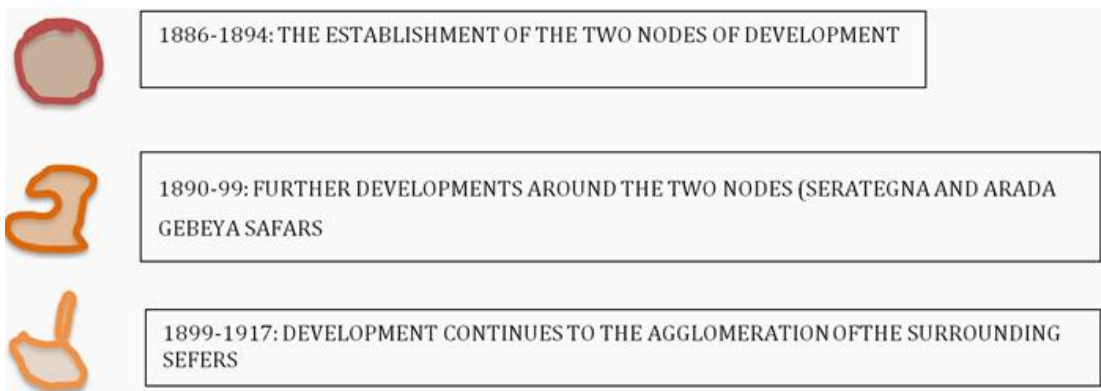 1886-1894: THE ESTABLISHMENT OF THE TWO NODES OF DEVELOPMENT
1890-99: FURTHER DEVELOPMENTS AROUND THE TWO NODES (SERATEGNA AND ARADA
GEBEYA SAFARS
1899-1917: DEVELOPMENT CONTINUES TO THE AGGLOMERATION OFTHE SURROUNDING
SEFERS